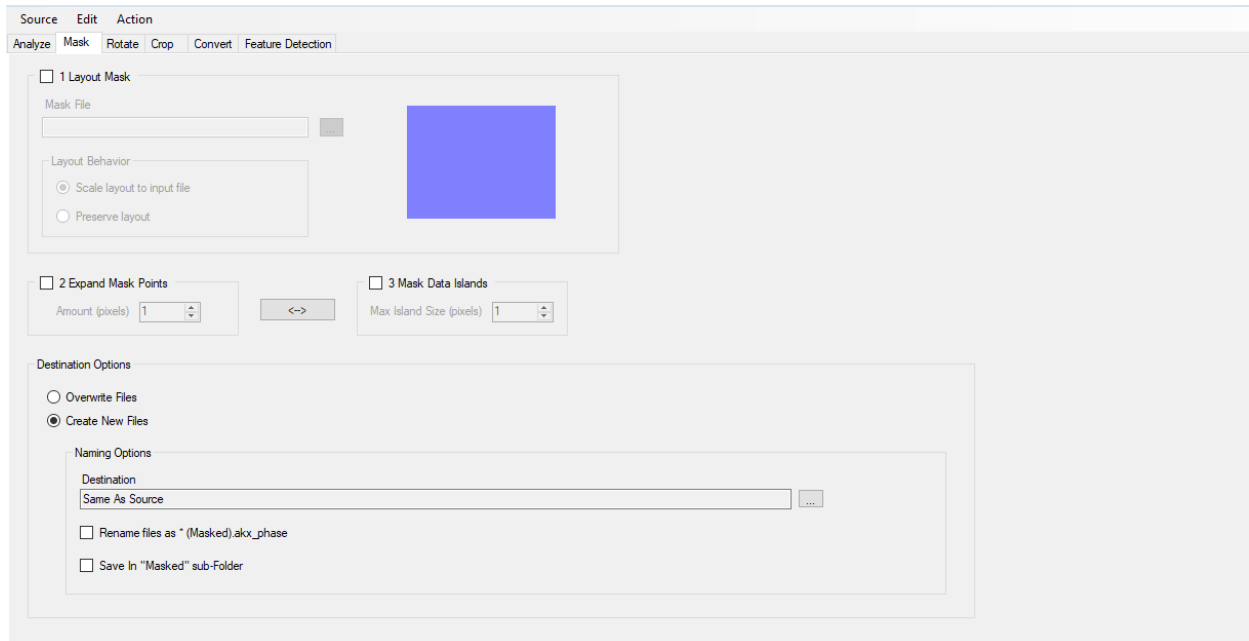 Source Edit Action
Analyze Mask Rotate Crop Convert Feature Detection
1 Layout Mask
Mask File
...
Layout Behavior
Scale layout to input file
Preserve layout
2 Expand Mask Points
Amount (pixels) 1
<-->
3 Mask Data Islands
Max Island Size (pixels) 1
Destination Options
Overwrite Files
Create New Files
Naming Options
Destination
Same As Source ...
Rename files as * (Masked).akx_phase
Save In "Masked" sub-Folder